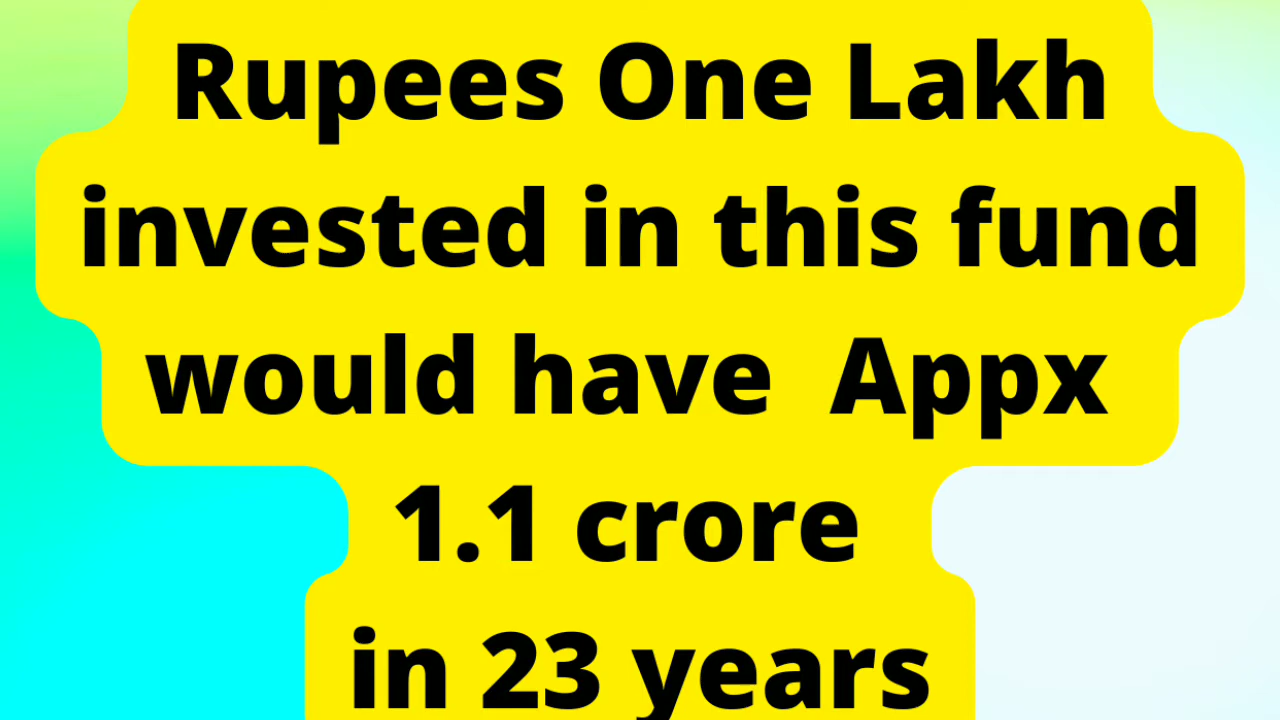 Rupees One Lakh
invested in this fund
would have Appx
1.1 crore
in 23 years